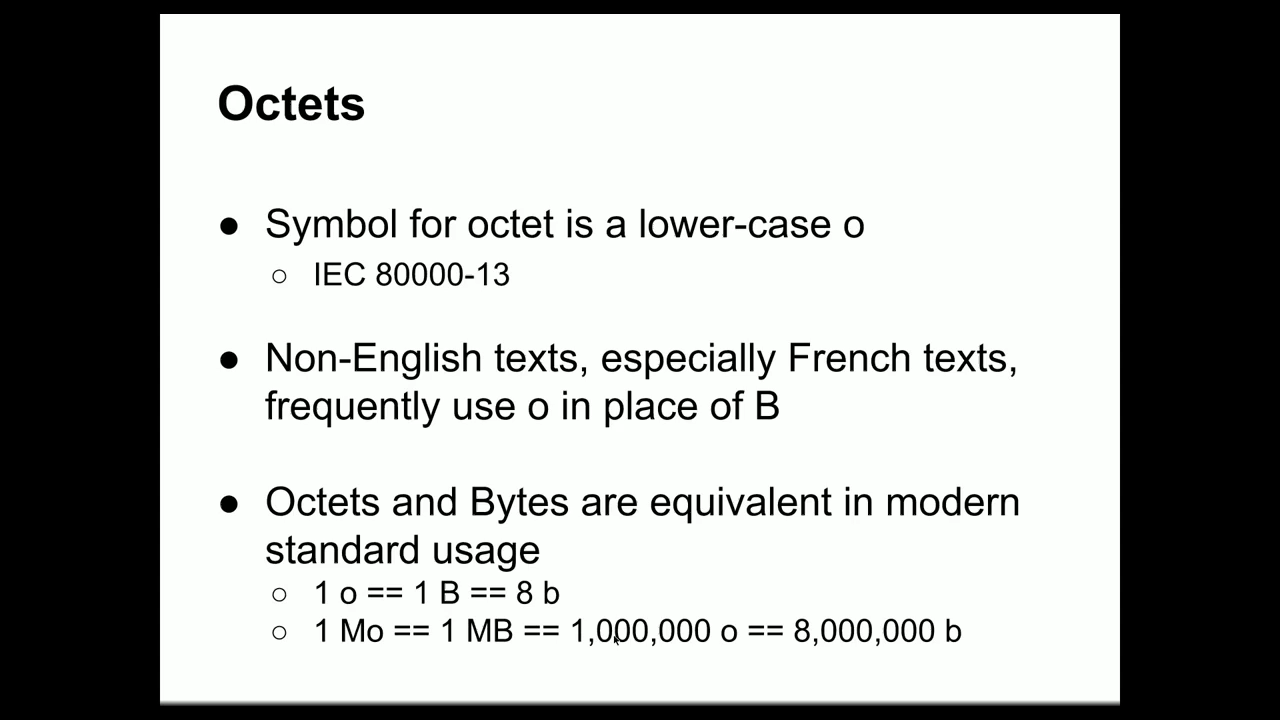 Octets
● Symbol for octet is a lower-case o
○ IEC 80000-13
● Non-English texts, especially French texts,
frequently use o in place of B
● Octets and Bytes are equivalent in modern
standard usage
○ 1 o == 1 B == 8 b
○ 1 Mo == 1 MB == 1,000,000 o == 8,000,000 b